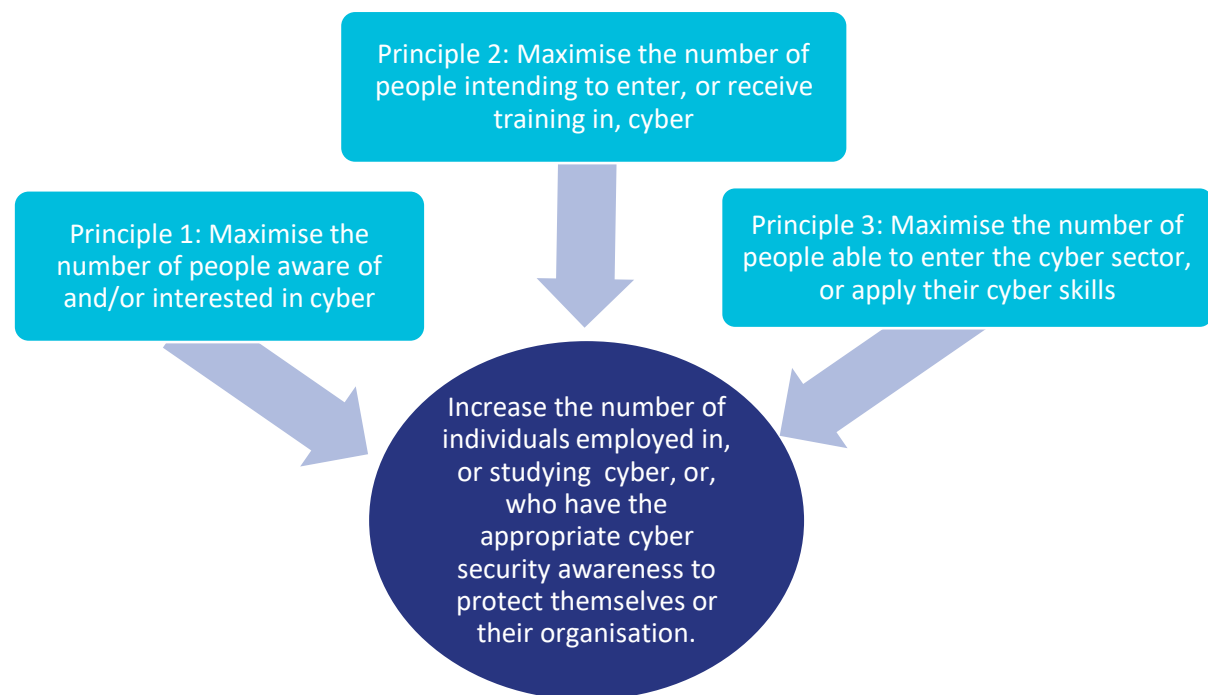 Principle 2: Maximise the number of
people intending to enter, or receive
training in, cyber
Principle 1: Maximise the
number of people aware of
and/or interested in cyber
Principle 3: Maximise the number of
people able to enter the cyber sector,
or apply their cyber skills
Increase the number of
individuals employed in,
or studying  cyber, or,
who have the
appropriate cyber
security awareness to
protect themselves or
their organisation.